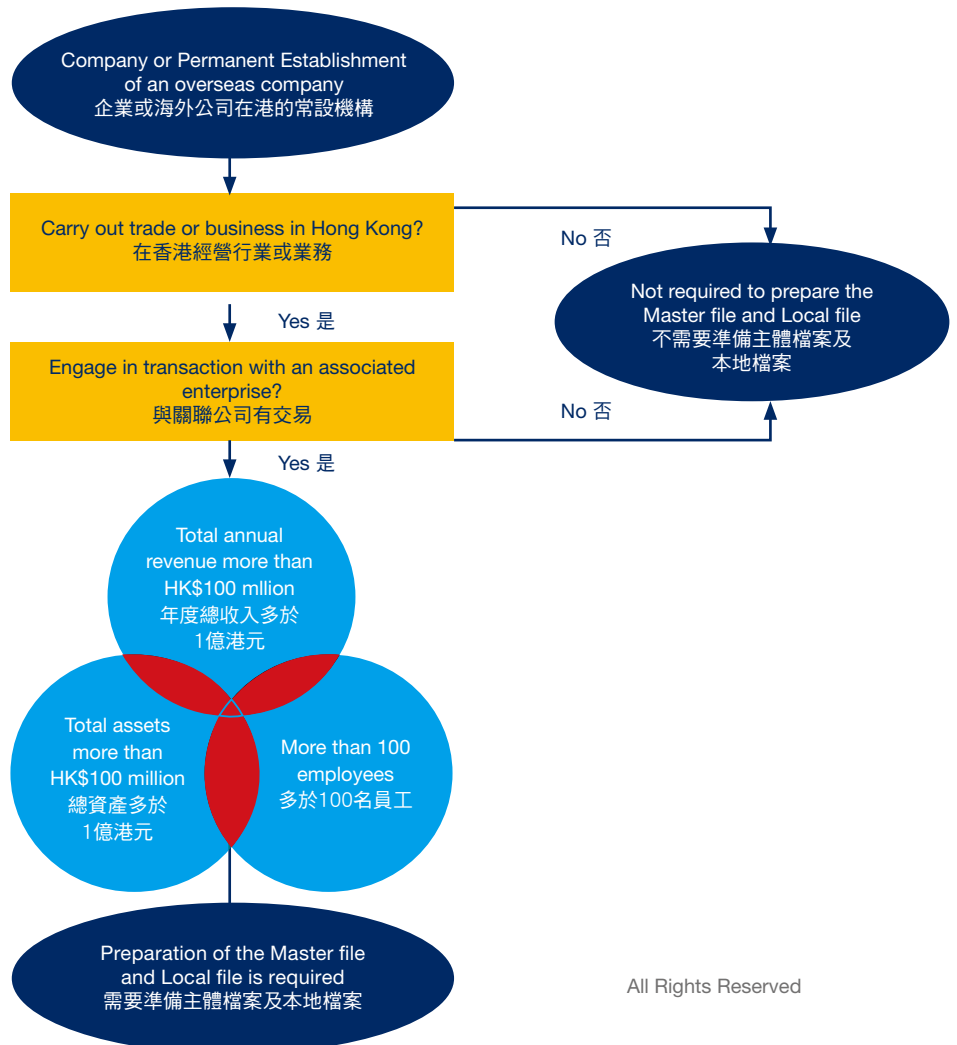 Company or Permanent Establishment
of an overseas company
企業或海外公司在港的常設機構
Carry out trade or business in Hong Kong?
在香港經營行業或業務
No 否
Not required to prepare the
Master file and Local file
不需要準備主體檔案及
本地檔案
Yes 是
Engage in transaction with an associated
enterprise?
與關聯公司有交易
No 否
Yes 是
Total annual
revenue more than
HK$100 mllion
年度總收入多於
1億港元
Total assets
more than
HK$100 million
總資產多於
1億港元
More than 100
employees
多於100名員工
Preparation of the Master file
and Local file is required
需要準備主體檔案及本地檔案
All Rights Reserved